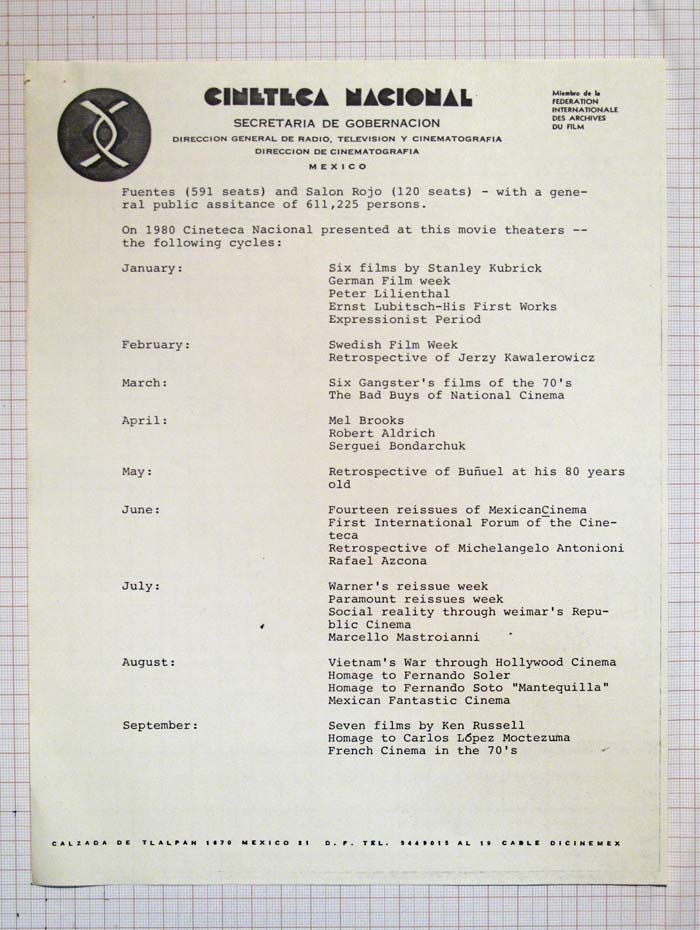 CINETECA NACIONAL
SECRETARIA DE GOBERNACION
DIRECCION GENERAL DE RADIO, TELEVISION Y CINEMATOGRAFIA
DIRECCION DE CINEMATOGRAFIA
MEXICO
Miembro de la
FEDERATION
INTERNATIONALE
DES ARCHIVES
DU FILM
Fuentes (591 seats) and Salon Rojo (120 seats) - with a gene-
ral public assitance of 611,225 persons.
On 1980 Cineteca Nacional presented at this movie theaters --
the following cycles:
January: Six films by Stanley Kubrick
German Film week
Peter Lilienthal
Ernst Lubitsch-His First Works
Expressionist Period
February: Swedish Film Week
Retrospective of Jerzy Kawalerowicz
March: Six Gangster's films of the 70's
The Bad Buys of National Cinema
April: Mel Brooks
Robert Aldrich
Serguei Bondarchuk
May: Retrospective of Buñuel at his 80 years
old
June: Fourteen reissues of MexicanCinema
First International Forum of the Cine-
teca
Retrospective of Michelangelo Antonioni
Rafael Azcona
July: Warner's reissue week
Paramount reissues week
Social reality through weimar's Repu-
blic Cinema
Marcello Mastroianni
August: Vietnam's War through Hollywood Cinema
Homage to Fernando Soler
Homage to Fernando Soto "Mantequilla"
Mexican Fantastic Cinema
September: Seven films by Ken Russell
Homage to Carlos López Moctezuma
French Cinema in the 70's
CALZADA DE TLALPAN 1670 MEXICO 21 D. F. TEL. 5449015 AL 19 CABLE DICINEMEX